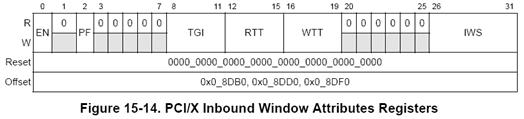 0 1 2 3 7 8 11 12 15 16 19 20 25 26 31
R EN 0 PF 0 0 0 0 0 TGI RTT WTT 0 0 0 0 0 0 IWS
W
Reset 0000_0000_0000_0000_0000_0000_0000_0000
Offset 0x0_8DB0, 0x0_8DD0, 0x0_8DF0
Figure 15-14. PCI/X Inbound Window Attributes Registers